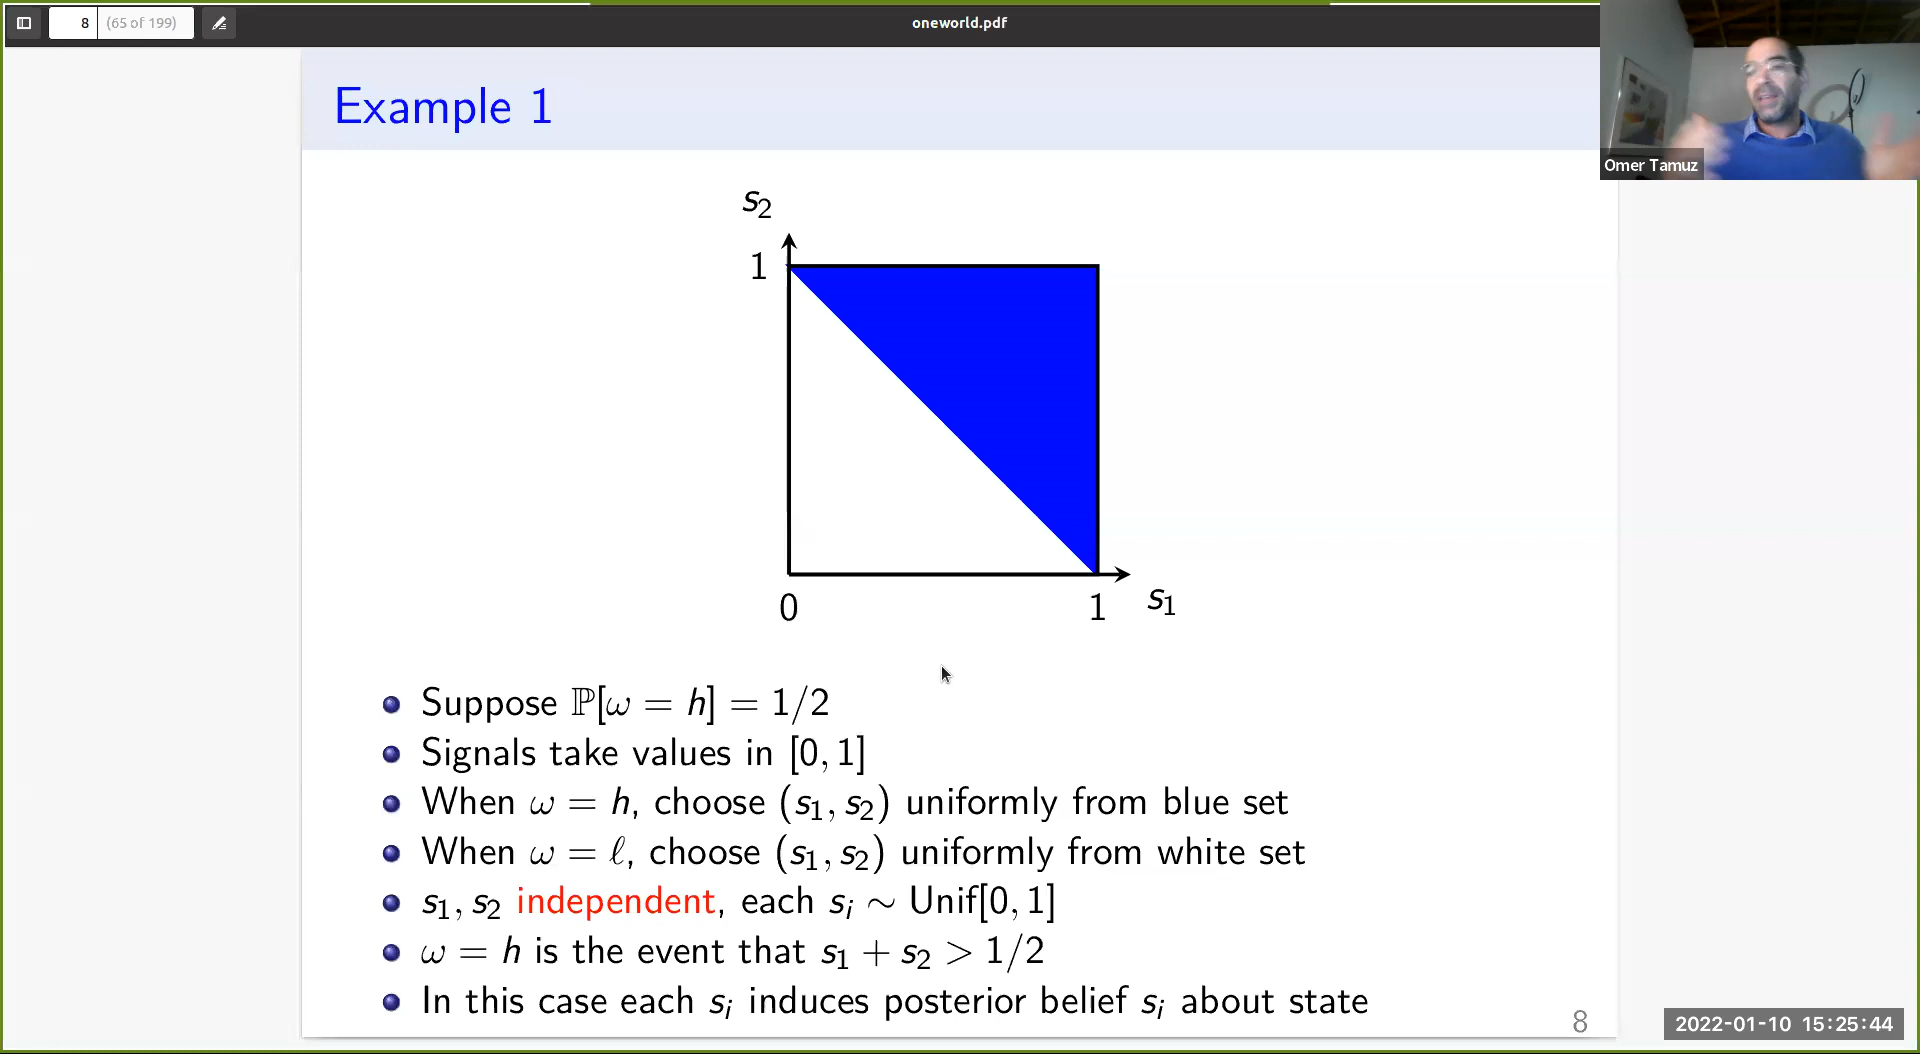 8 (65 of 199)
oneworld.pdf
Omer Tamuz
Example 1
s₂
1
0
1
s₁
Suppose ℙ[ω = h] = 1/2
Signals take values in [0, 1]
When ω = h, choose (s₁, s₂) uniformly from blue set
When ω = ℓ, choose (s₁, s₂) uniformly from white set
s₁, s₂ independent, each sᵢ ∼ Unif[0, 1]
ω = h is the event that s₁ + s₂ > 1/2
In this case each sᵢ induces posterior belief sᵢ about state
8
2022-01-10 15:25:44